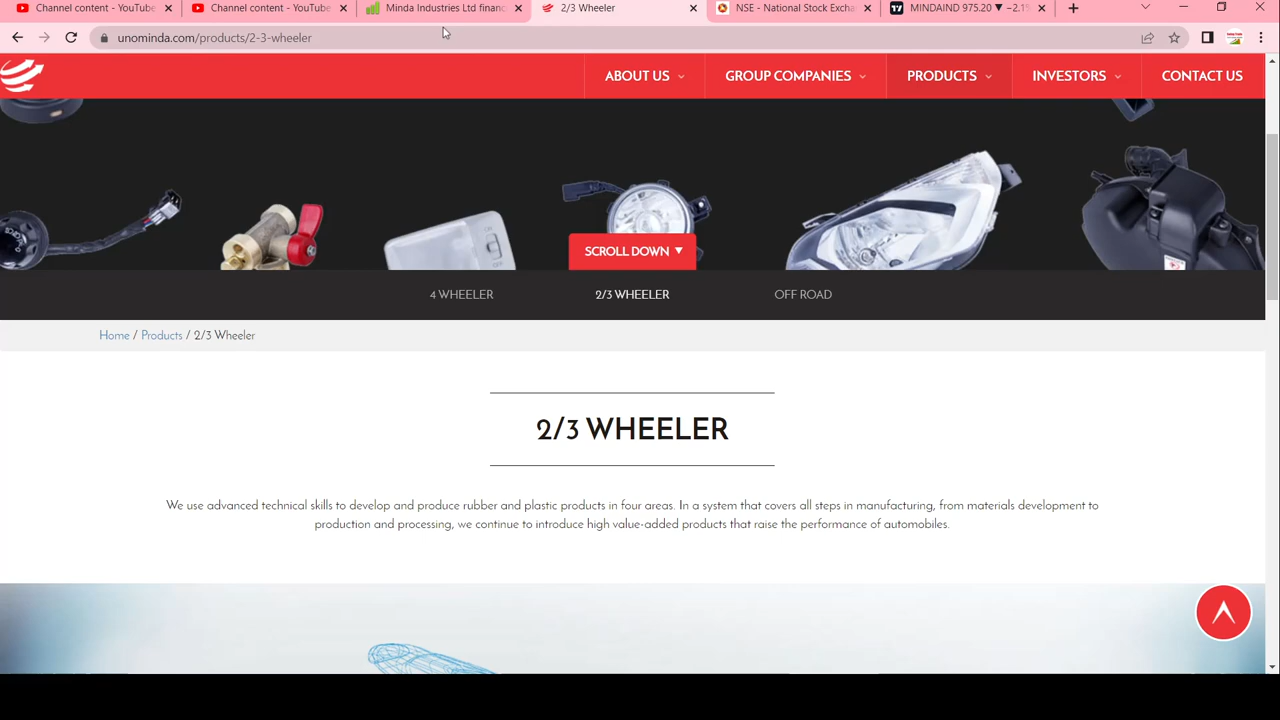 Channel content - YouTube
Channel content - YouTube
Minda Industries Ltd financ
2/3 Wheeler
NSE - National Stock Excha
MINDAIND 975.20 ▼ −2.15
unominda.com/products/2-3-wheeler
ABOUT US
GROUP COMPANIES
PRODUCTS
INVESTORS
CONTACT US
SCROLL DOWN ▼
4 WHEELER
2/3 WHEELER
OFF ROAD
Home / Products / 2/3 Wheeler
2/3 WHEELER
We use advanced technical skills to develop and produce rubber and plastic products in four areas. In a system that covers all steps in manufacturing, from materials development to
production and processing, we continue to introduce high value-added products that raise the performance of automobiles.